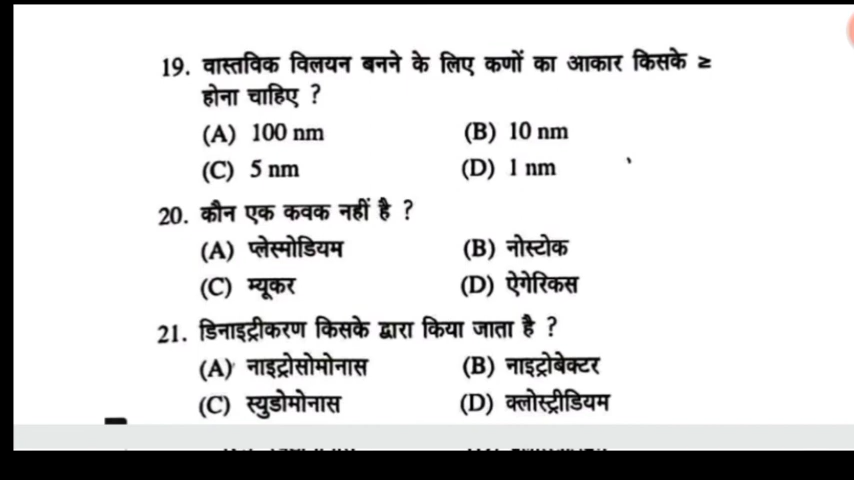 19. वास्तविक विलयन बनने के लिए कणों का आकार किसके ≥
होना चाहिए ?
(A) 100 nm (B) 10 nm
(C) 5 nm (D) 1 nm
20. कौन एक कवक नहीं है ?
(A) प्लेस्मोडियम (B) नोस्टोक
(C) म्यूकर (D) ऐगेरिकस
21. डिनाइट्रीकरण किसके द्वारा किया जाता है ?
(A) नाइट्रोसोमोनास (B) नाइट्रोबेक्टर
(C) स्युडोमोनास (D) क्लोस्ट्रीडियम